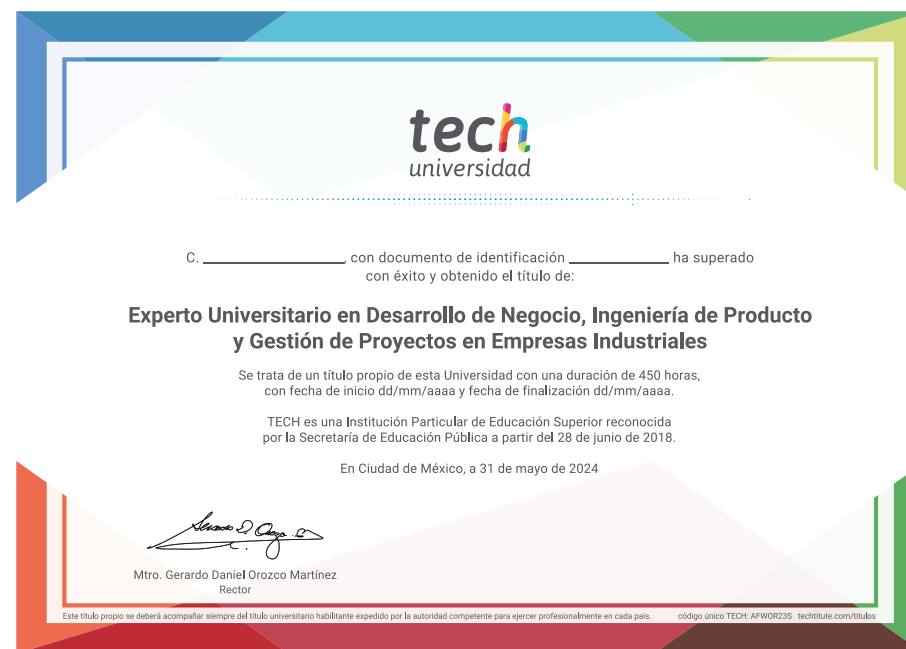 tech
universidad
C. ____________, con documento de identificación ____________ ha superado
con éxito y obtenido el título de:
Experto Universitario en Desarrollo de Negocio, Ingeniería de Producto
y Gestión de Proyectos en Empresas Industriales
Se trata de un título propio de esta Universidad con una duración de 450 horas,
con fecha de inicio dd/mm/aaaa y fecha de finalización dd/mm/aaaa.
TECH es una Institución Particular de Educación Superior reconocida
por la Secretaría de Educación Pública a partir del 28 de junio de 2018.
En Ciudad de México, a 31 de mayo de 2024
Mtro. Gerardo Daniel Orozco Martínez
Rector
Este título propio se deberá acompañar siempre del título universitario habilitante expedido por la autoridad competente para ejercer profesionalmente en cada país. código único TECH: AFWOR23S techtitute.com/titulos